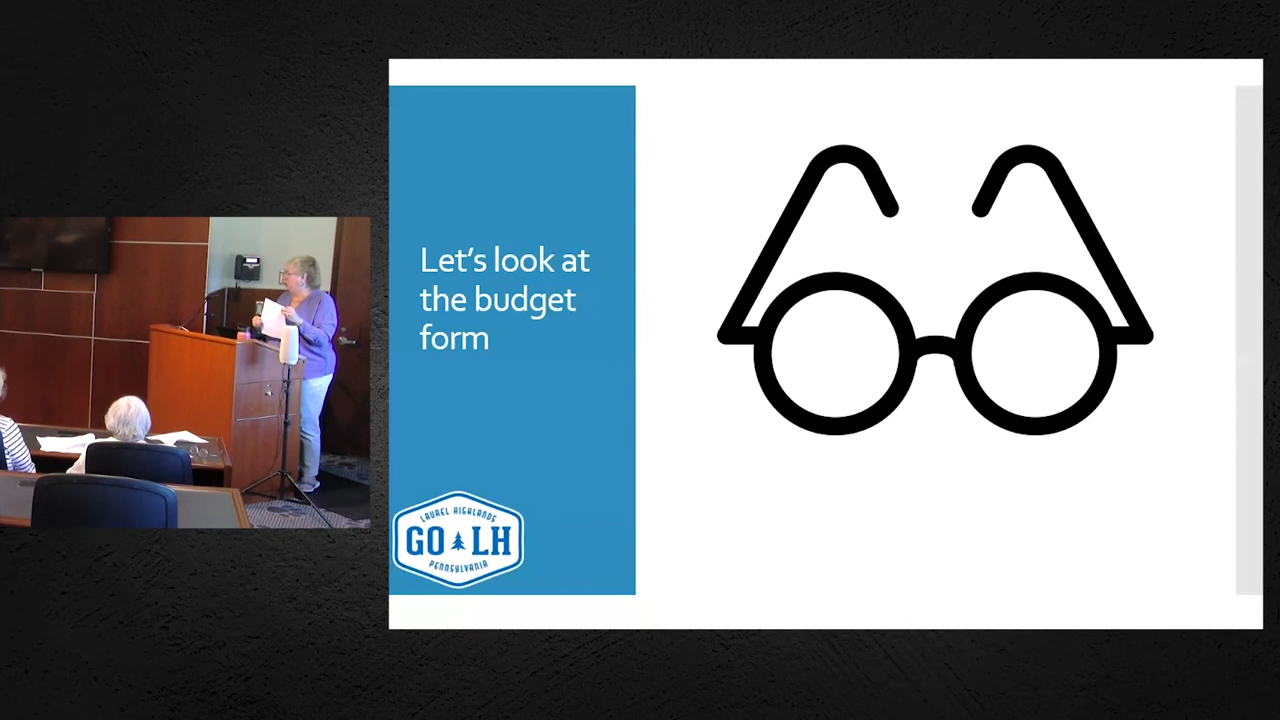 Let's look at
the budget
form
LAUREL HIGHLANDS
GO LH
PENNSYLVANIA